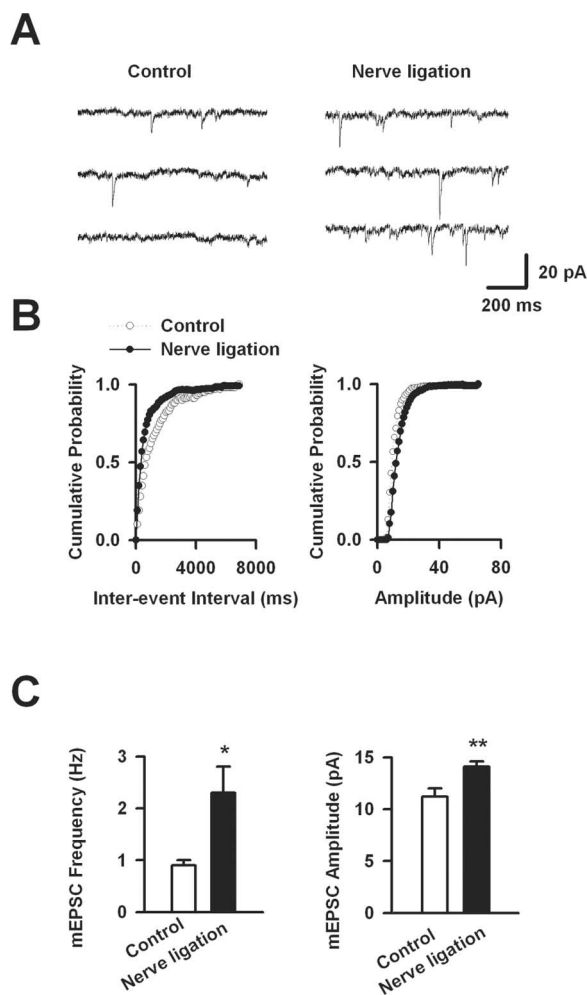 A
Control
Nerve ligation
20 pA
200 ms
B
Control
Nerve ligation
Cumulative Probability
1.0
0.5
0.0
0
4000
8000
Inter-event Interval (ms)
Cumulative Probability
1.0
0.5
0.0
0
40
80
Amplitude (pA)
C
mEPSC Frequency (Hz)
3
2
1
0
*
Control
Nerve ligation
mEPSC Amplitude (pA)
15
10
5
0
**
Control
Nerve ligation